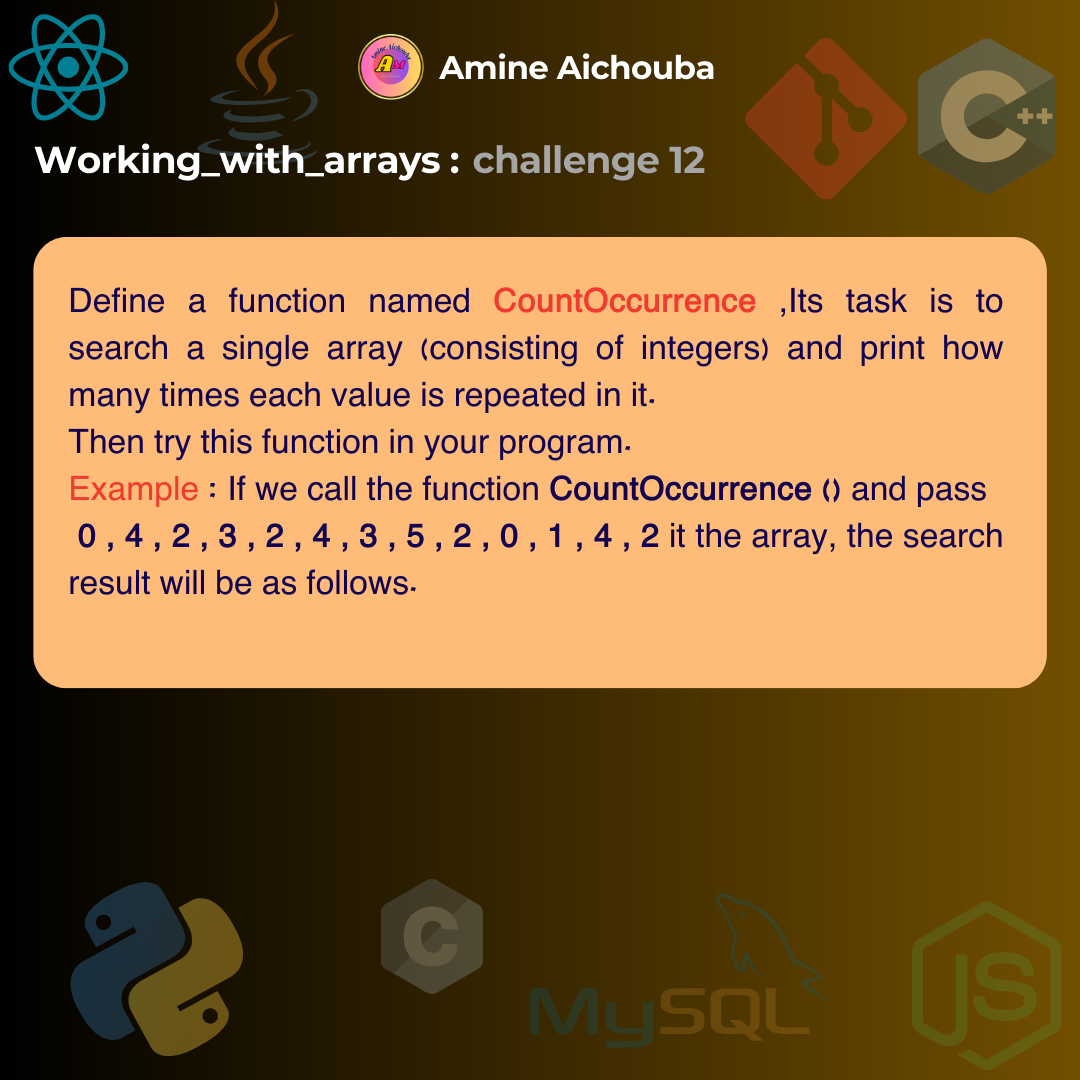 Amine Aichouba
Working_with_arrays : challenge 12
Define a function named CountOccurrence ,Its task is to
search a single array (consisting of integers) and print how
many times each value is repeated in it.
Then try this function in your program.
Example : If we call the function CountOccurrence () and pass
0 , 4 , 2 , 3 , 2 , 4 , 3 , 5 , 2 , 0 , 1 , 4 , 2 it the array, the search
result will be as follows.
C ++
C
MySQL
JS
Amine Aichouba
AM